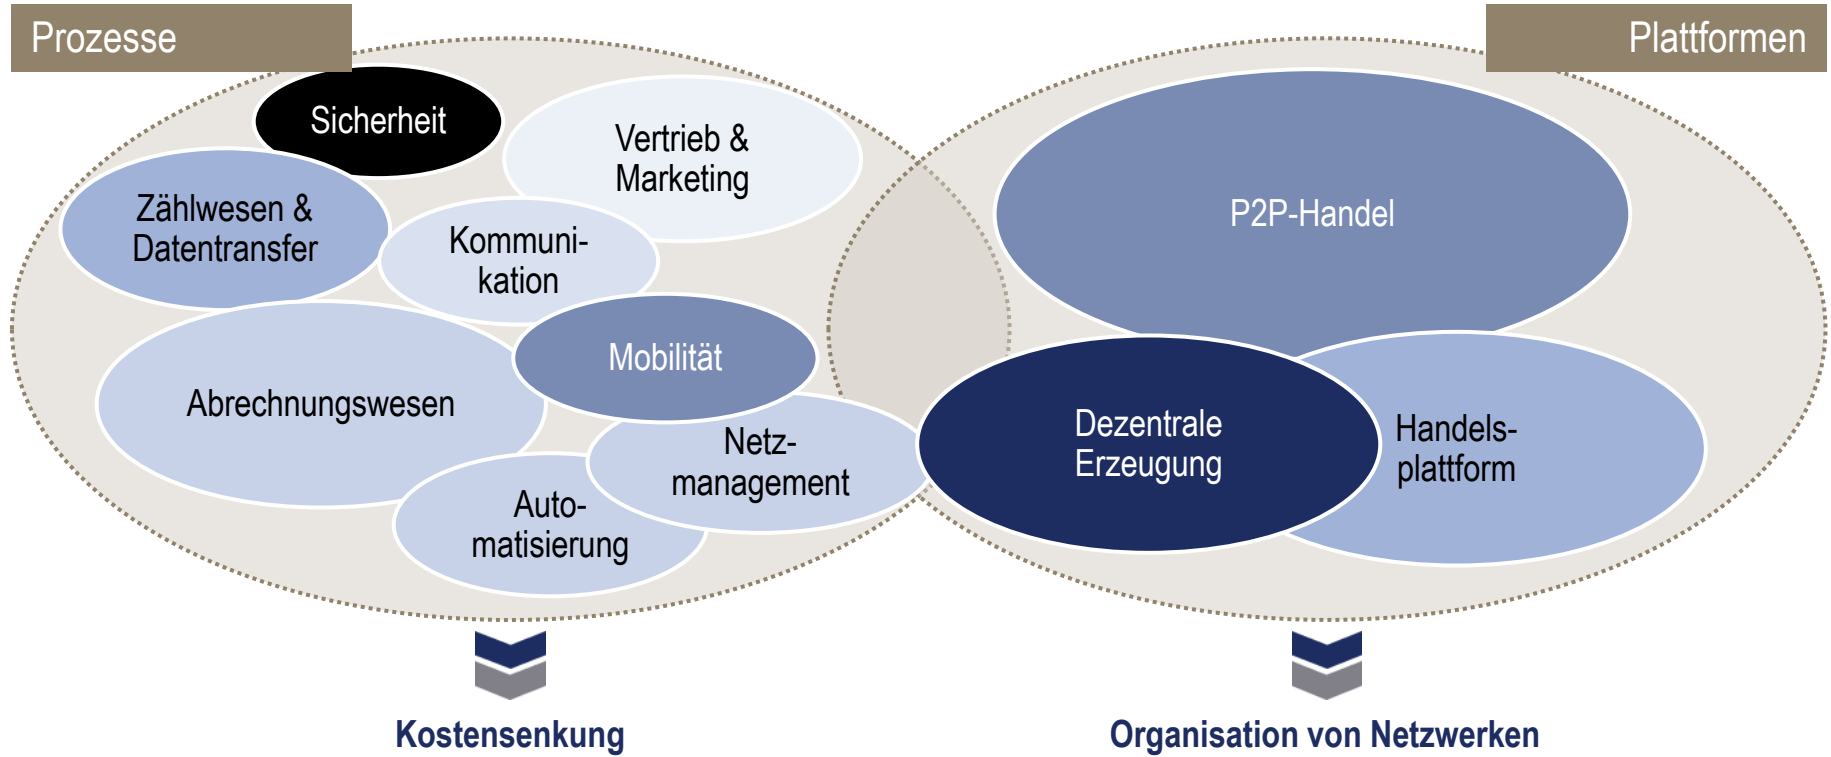 Prozesse
Plattformen
Sicherheit
Vertrieb &
Marketing
Zählwesen &
Datentransfer
Kommuni-
kation
P2P-Handel
Mobilität
Abrechnungswesen
Netz-
management
Auto-
matisierung
Dezentrale
Erzeugung
Handels-
plattform
Kostensenkung
Organisation von Netzwerken